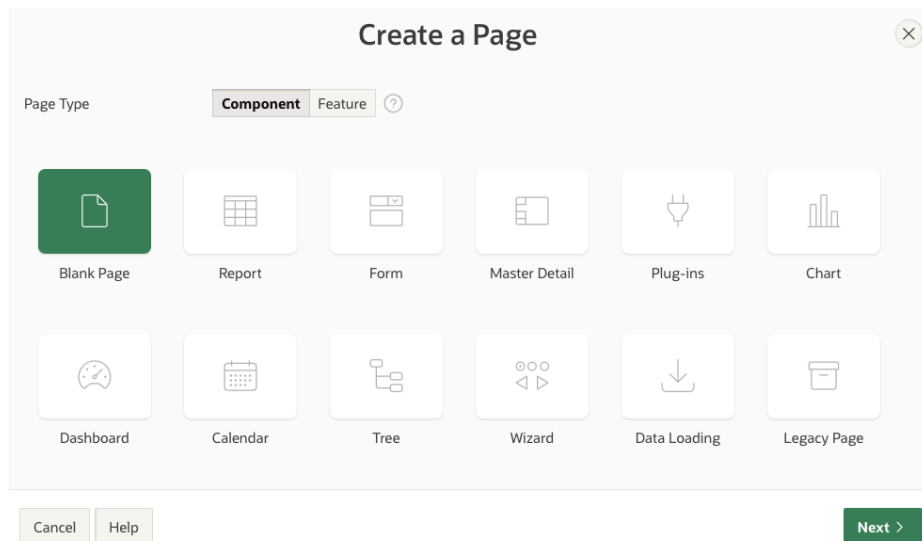 Create a Page
Page Type Component Feature ?
Blank Page Report Form Master Detail Plug-ins Chart
Dashboard Calendar Tree Wizard Data Loading Legacy Page
Cancel Help Next >